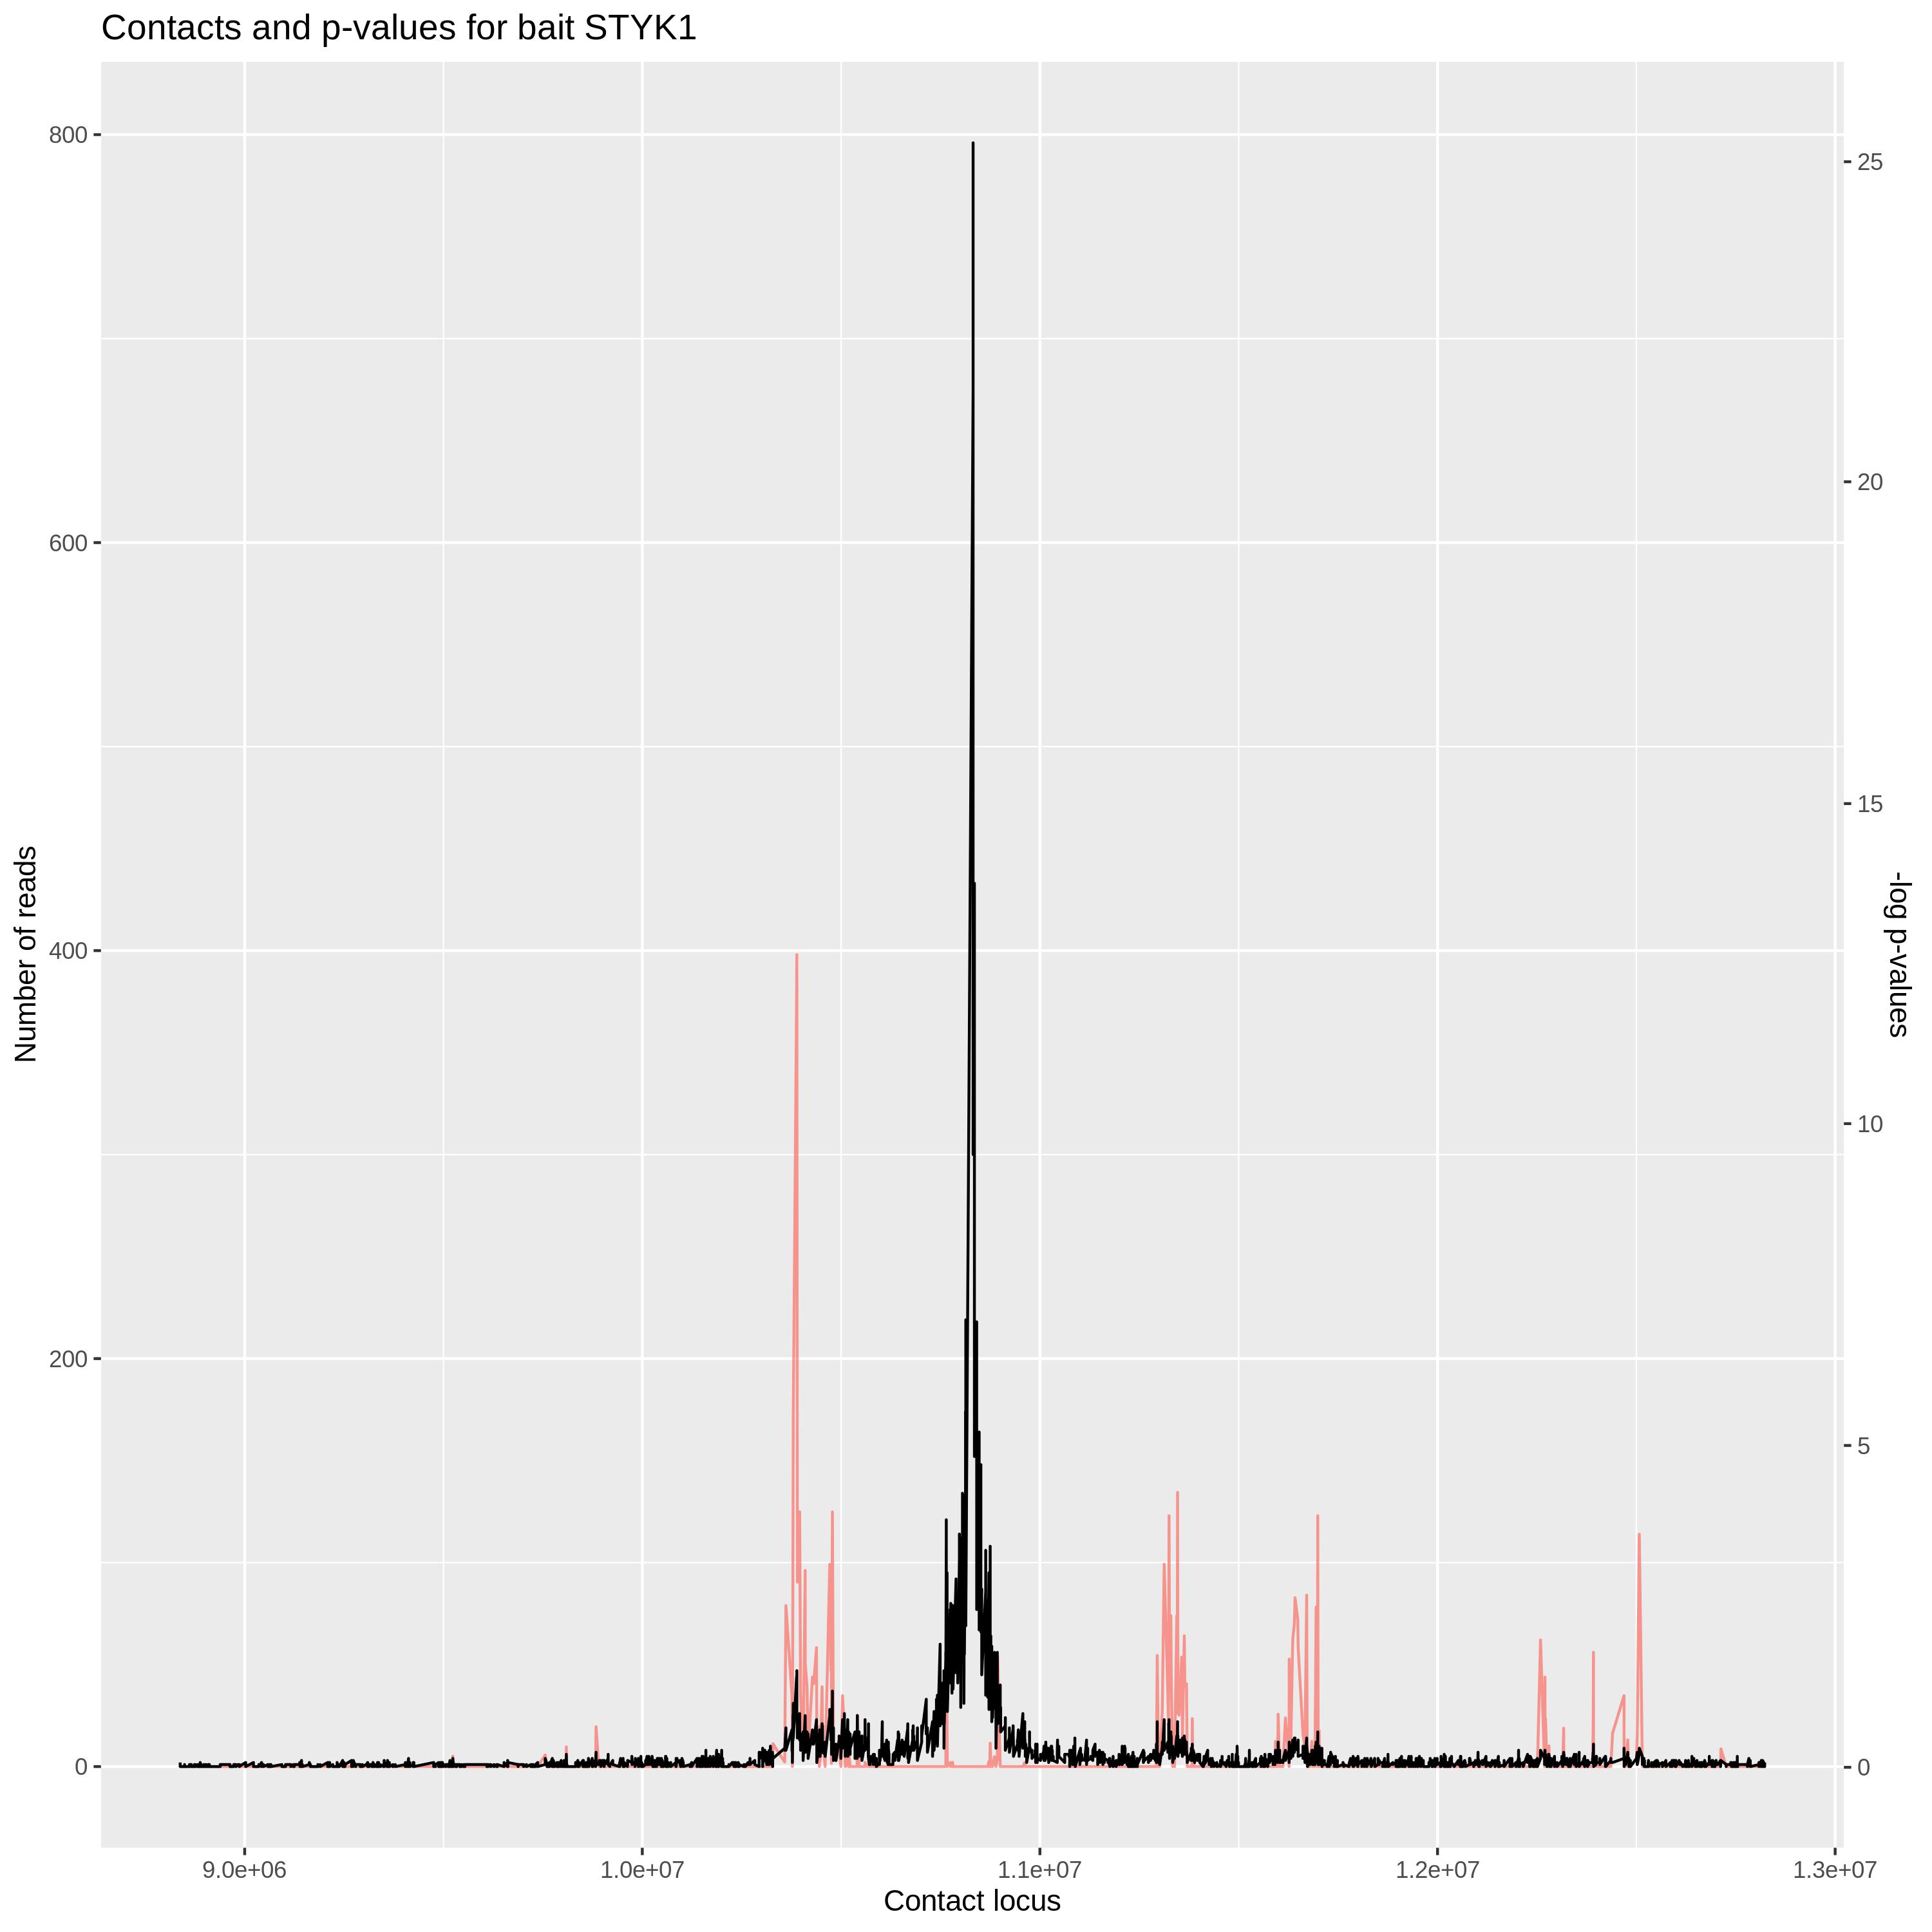 Contacts and p-values for bait STYK1
800
600
400
200
0
Number of reads
25
20
15
10
5
0
-log p-values
9.0e+06
1.0e+07
1.1e+07
1.2e+07
1.3e+07
Contact locus